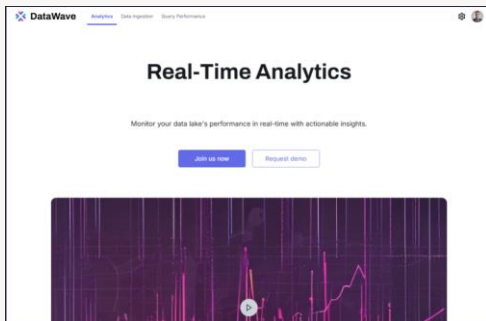 DataWave
Analytics Data Ingestion Query Performance
Real-Time Analytics
Monitor your data lake's performance in real-time with actionable insights.
Join us now Request demo